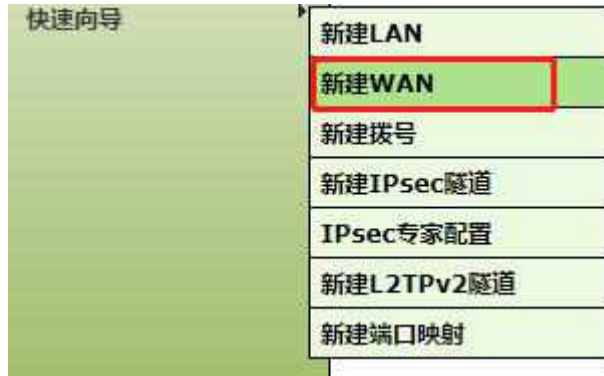 快速向导
新建LAN
新建WAN
新建拨号
新建IPsec隧道
IPsec专家配置
新建L2TPv2隧道
新建端口映射